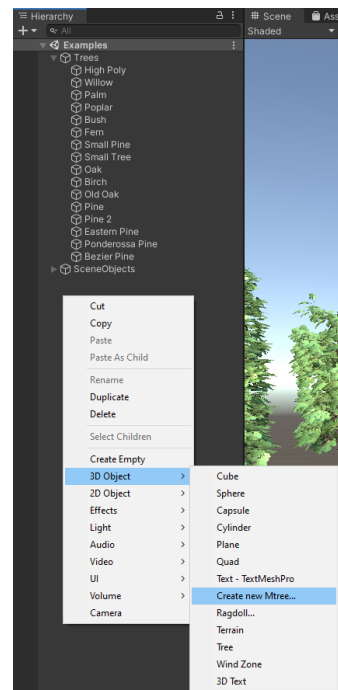 Hierarchy
Scene
Ass
All
Shaded
Examples
Trees
High Poly
Willow
Palm
Poplar
Bush
Fern
Small Pine
Small Tree
Oak
Birch
Old Oak
Pine
Pine 2
Eastern Pine
Ponderossa Pine
Bezier Pine
SceneObjects
Cut
Copy
Paste
Paste As Child
Rename
Duplicate
Delete
Select Children
Create Empty
3D Object
2D Object
Effects
Light
Audio
Video
UI
Volume
Camera
Cube
Sphere
Capsule
Cylinder
Plane
Quad
Text - TextMeshPro
Create new Mtree...
Ragdoll...
Terrain
Tree
Wind Zone
3D Text